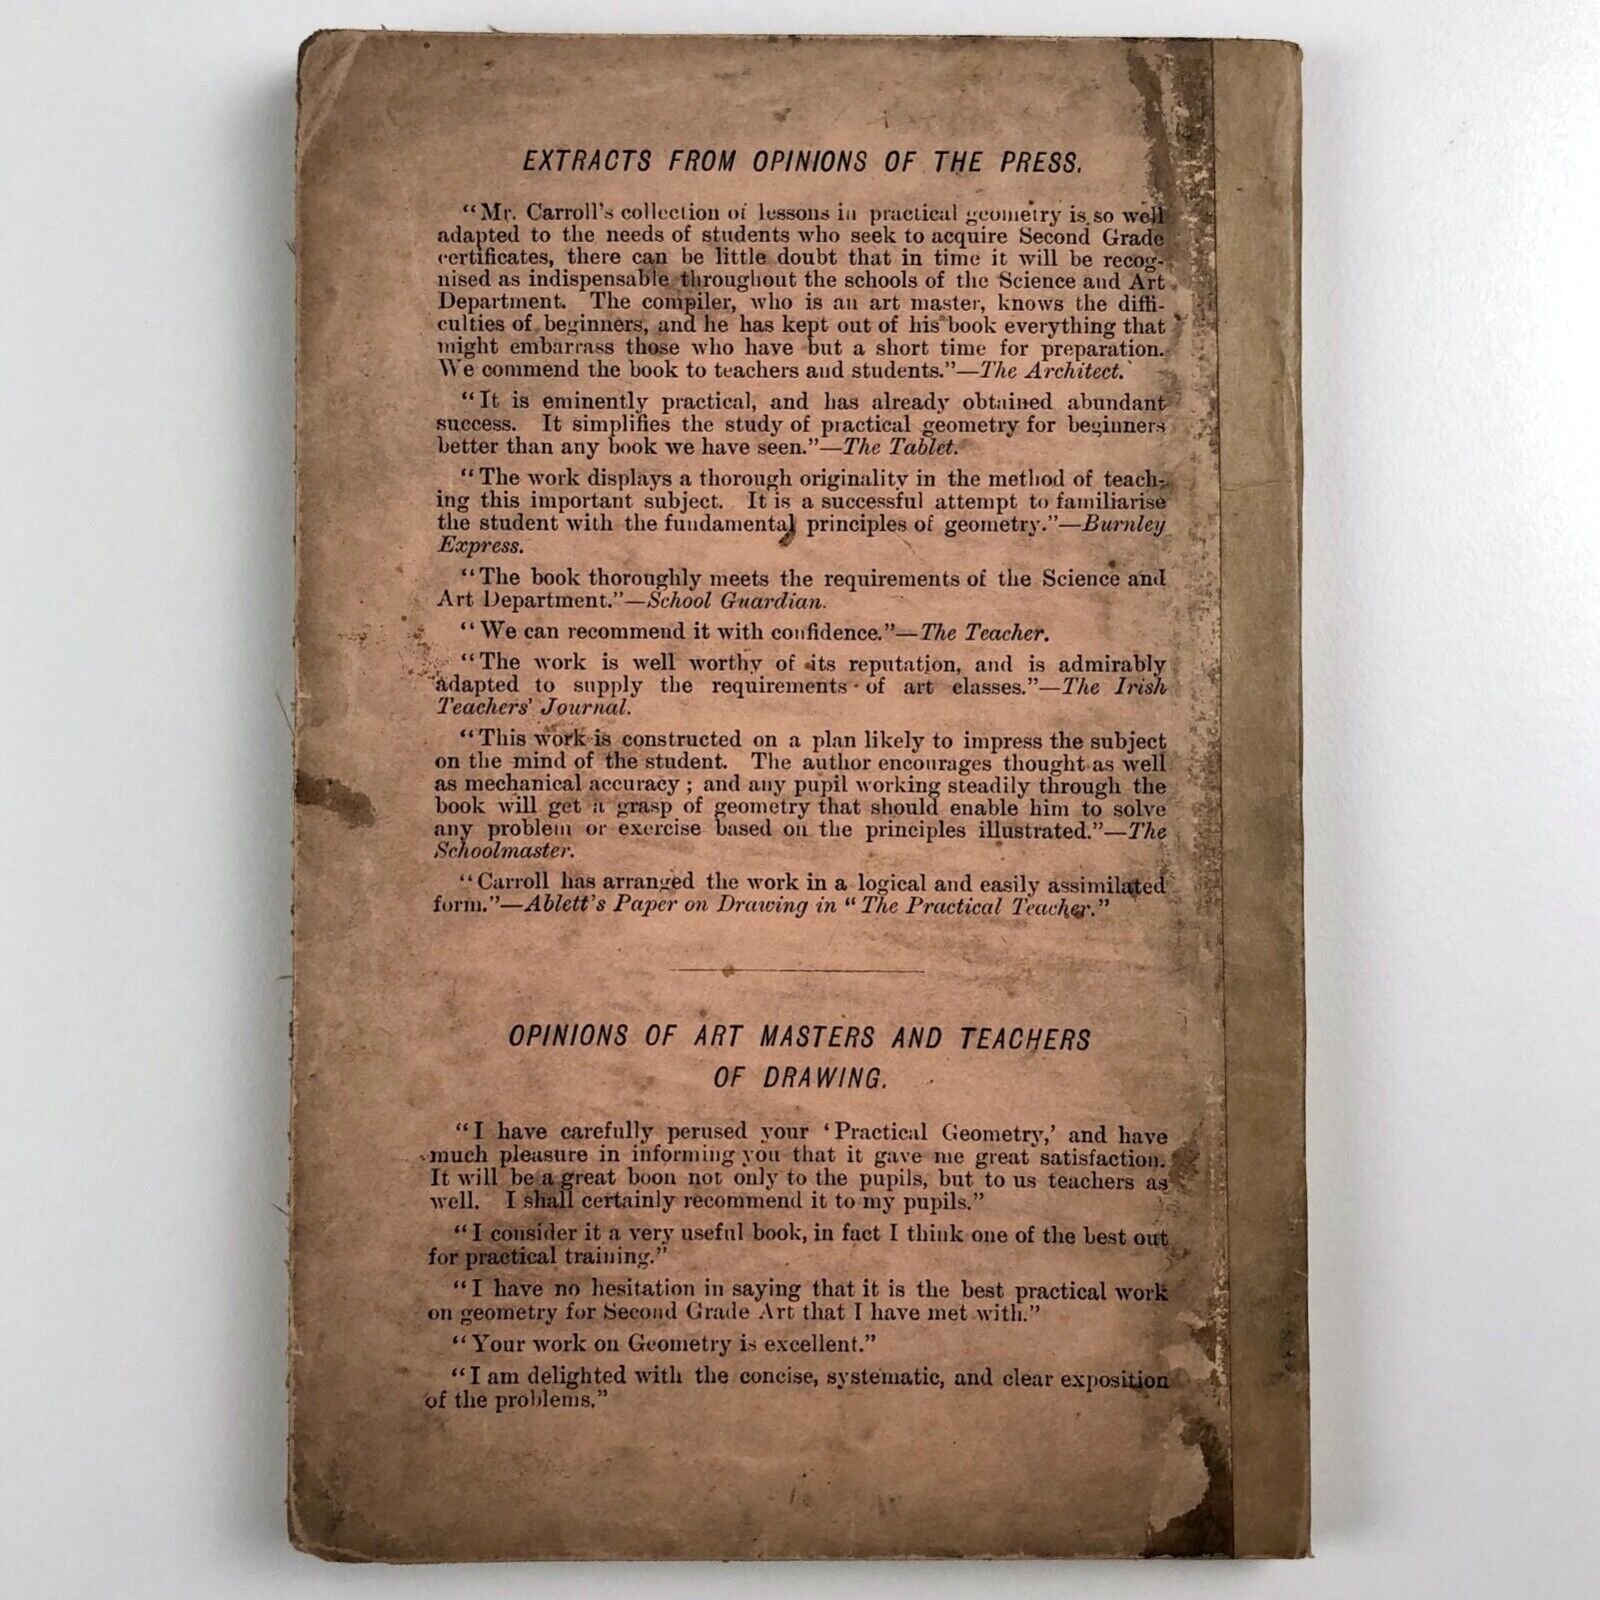 EXTRACTS FROM OPINIONS OF THE PRESS.
"Mr. Carroll's collection of lessons in practical geometry is so well
adapted to the needs of students who seek to acquire Second Grade
certificates, there can be little doubt that in time it will be recog-
nised as indispensable throughout the schools of the Science and Art
Department. The compiler, who is an art master, knows the diffi-
culties of beginners, and he has kept out of his book everything that
might embarrass those who have but a short time for preparation.
We commend the book to teachers and students."—The Architect.
"It is eminently practical, and has already obtained abundant
success. It simplifies the study of practical geometry for beginners
better than any book we have seen."—The Tablet.
"The work displays a thorough originality in the method of teach-
ing this important subject. It is a successful attempt to familiarise
the student with the fundamental principles of geometry."—Burnley
Express.
"The book thoroughly meets the requirements of the Science and
Art Department."—School Guardian.
"We can recommend it with confidence."—The Teacher.
"The work is well worthy of its reputation, and is admirably
adapted to supply the requirements of art classes."—The Irish
Teachers' Journal.
"This work is constructed on a plan likely to impress the subject
on the mind of the student. The author encourages thought as well
as mechanical accuracy; and any pupil working steadily through the
book will get a grasp of geometry that should enable him to solve
any problem or exercise based on the principles illustrated."—The
Schoolmaster.
"Carroll has arranged the work in a logical and easily assimilated
form."—Ablett's Paper on Drawing in "The Practical Teacher."
OPINIONS OF ART MASTERS AND TEACHERS
OF DRAWING.
"I have carefully perused your 'Practical Geometry,' and have
much pleasure in informing you that it gave me great satisfaction.
It will be a great boon not only to the pupils, but to us teachers as
well. I shall certainly recommend it to my pupils."
"I consider it a very useful book, in fact I think one of the best out
for practical training."
"I have no hesitation in saying that it is the best practical work
on geometry for Second Grade Art that I have met with."
"Your work on Geometry is excellent."
"I am delighted with the concise, systematic, and clear exposition
of the problems."